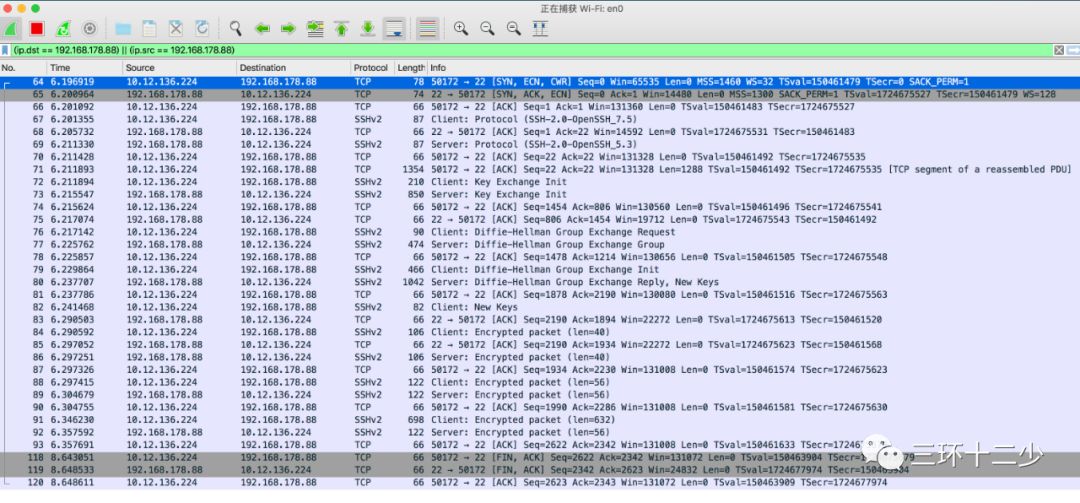 正在捕获 Wi-Fi: en0
(ip.dst == 192.168.178.88) || (ip.src == 192.168.178.88)
No. Time Source Destination Protocol Length Info
64 6.196919 10.12.136.224 192.168.178.88 TCP 78 50172 → 22 [SYN, ECN, CWR] Seq=0 Win=65535 Len=0 MSS=1460 WS=32 TSval=150461479 TSecr=0 SACK_PERM=1
65 6.200964 192.168.178.88 10.12.136.224 TCP 74 22 → 50172 [SYN, ACK, ECN] Seq=0 Ack=1 Win=14480 Len=0 MSS=1300 SACK_PERM=1 TSval=1724675527 TSecr=150461479 WS=128
66 6.201092 10.12.136.224 192.168.178.88 TCP 66 50172 → 22 [ACK] Seq=1 Ack=1 Win=131360 Len=0 TSval=150461483 TSecr=1724675527
67 6.201355 10.12.136.224 192.168.178.88 SSHv2 87 Client: Protocol (SSH-2.0-OpenSSH_7.5)
68 6.205732 192.168.178.88 10.12.136.224 TCP 66 22 → 50172 [ACK] Seq=1 Ack=22 Win=14592 Len=0 TSval=1724675531 TSecr=150461483
69 6.211330 192.168.178.88 10.12.136.224 SSHv2 87 Server: Protocol (SSH-2.0-OpenSSH_5.3)
70 6.211428 10.12.136.224 192.168.178.88 TCP 66 50172 → 22 [ACK] Seq=22 Ack=22 Win=131328 Len=0 TSval=150461492 TSecr=1724675535
71 6.211893 10.12.136.224 192.168.178.88 TCP 1354 50172 → 22 [ACK] Seq=22 Ack=22 Win=131328 Len=1288 TSval=150461492 TSecr=1724675535 [TCP segment of a reassembled PDU]
72 6.211894 10.12.136.224 192.168.178.88 SSHv2 210 Client: Key Exchange Init
73 6.215547 192.168.178.88 10.12.136.224 SSHv2 850 Server: Key Exchange Init
74 6.215624 10.12.136.224 192.168.178.88 TCP 66 50172 → 22 [ACK] Seq=1454 Ack=806 Win=130560 Len=0 TSval=150461496 TSecr=1724675541
75 6.217074 192.168.178.88 10.12.136.224 TCP 66 22 → 50172 [ACK] Seq=806 Ack=1454 Win=19712 Len=0 TSval=1724675543 TSecr=150461492
76 6.217142 10.12.136.224 192.168.178.88 SSHv2 90 Client: Diffie-Hellman Group Exchange Request
77 6.225762 192.168.178.88 10.12.136.224 SSHv2 474 Server: Diffie-Hellman Group Exchange Group
78 6.225857 10.12.136.224 192.168.178.88 TCP 66 50172 → 22 [ACK] Seq=1478 Ack=1214 Win=130656 Len=0 TSval=150461505 TSecr=1724675548
79 6.229864 10.12.136.224 192.168.178.88 SSHv2 466 Client: Diffie-Hellman Group Exchange Init
80 6.237707 192.168.178.88 10.12.136.224 SSHv2 1042 Server: Diffie-Hellman Group Exchange Reply, New Keys
81 6.237786 10.12.136.224 192.168.178.88 TCP 66 50172 → 22 [ACK] Seq=1878 Ack=2190 Win=130080 Len=0 TSval=150461516 TSecr=1724675563
82 6.241468 10.12.136.224 192.168.178.88 SSHv2 82 Client: New Keys
83 6.290503 192.168.178.88 10.12.136.224 TCP 66 22 → 50172 [ACK] Seq=2190 Ack=1894 Win=22272 Len=0 TSval=1724675613 TSecr=150461520
84 6.290592 10.12.136.224 192.168.178.88 SSHv2 106 Client: Encrypted packet (len=40)
85 6.297052 192.168.178.88 10.12.136.224 TCP 66 22 → 50172 [ACK] Seq=2190 Ack=1934 Win=22272 Len=0 TSval=1724675623 TSecr=150461568
86 6.297251 192.168.178.88 10.12.136.224 SSHv2 106 Server: Encrypted packet (len=40)
87 6.297326 10.12.136.224 192.168.178.88 TCP 66 50172 → 22 [ACK] Seq=1934 Ack=2230 Win=131008 Len=0 TSval=150461574 TSecr=1724675623
88 6.297415 10.12.136.224 192.168.178.88 SSHv2 122 Client: Encrypted packet (len=56)
89 6.304679 192.168.178.88 10.12.136.224 SSHv2 122 Server: Encrypted packet (len=56)
90 6.304755 10.12.136.224 192.168.178.88 TCP 66 50172 → 22 [ACK] Seq=1990 Ack=2286 Win=131008 Len=0 TSval=150461581 TSecr=1724675630
91 6.346230 10.12.136.224 192.168.178.88 SSHv2 698 Client: Encrypted packet (len=632)
92 6.357592 192.168.178.88 10.12.136.224 SSHv2 122 Server: Encrypted packet (len=56)
93 6.357691 10.12.136.224 192.168.178.88 TCP 66 50172 → 22 [ACK] Seq=2622 Ack=2342 Win=131008 Len=0 TSval=150461633
118 8.643051 10.12.136.224 192.168.178.88 TCP 66 50172 → 22 [FIN, ACK] Seq=2622 Ack=2342 Win=131072 Len=0 TSval=150463904
119 8.648533 192.168.178.88 10.12.136.224 TCP 66 22 → 50172 [FIN, ACK] Seq=2342 Ack=2623 Win=24832 Len=0 TSval=1724677974
120 8.648611 10.12.136.224 192.168.178.88 TCP 66 50172 → 22 [ACK] Seq=2623 Ack=2343 Win=131072 Len=0 TSval=150463909 TSecr=1724677974
三环十二少